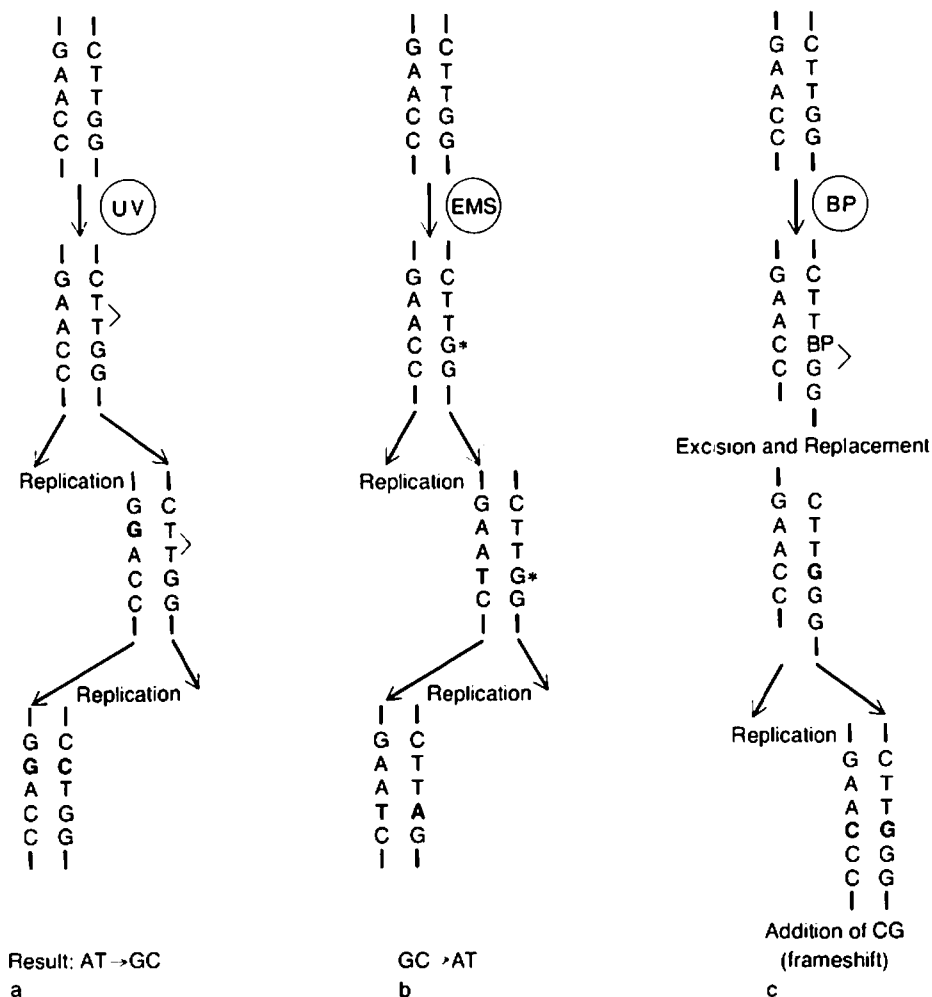 G C
A T
A T
C G
C G
UV
G C
A T
A T
C G
C G
Replication
G C
G T
A T
C G
C G
Replication
G C
G C
A T
C G
C G
Result: AT→GC
a
G C
A T
A T
C G
C G
EMS
G C
A T
A T
C G*
C G
Replication
G C
A T
A T
T G*
C G
Replication
G C
A T
A T
T A
C G
GC→AT
b
G C
A T
A T
C G
C G
BP
G C
A T
A T
C BP
C G
G
Excision and Replacement
G C
A T
A T
C G
C G
G
Replication
G C
A T
A T
C G
C G
C G
Addition of CG
(frameshift)
c